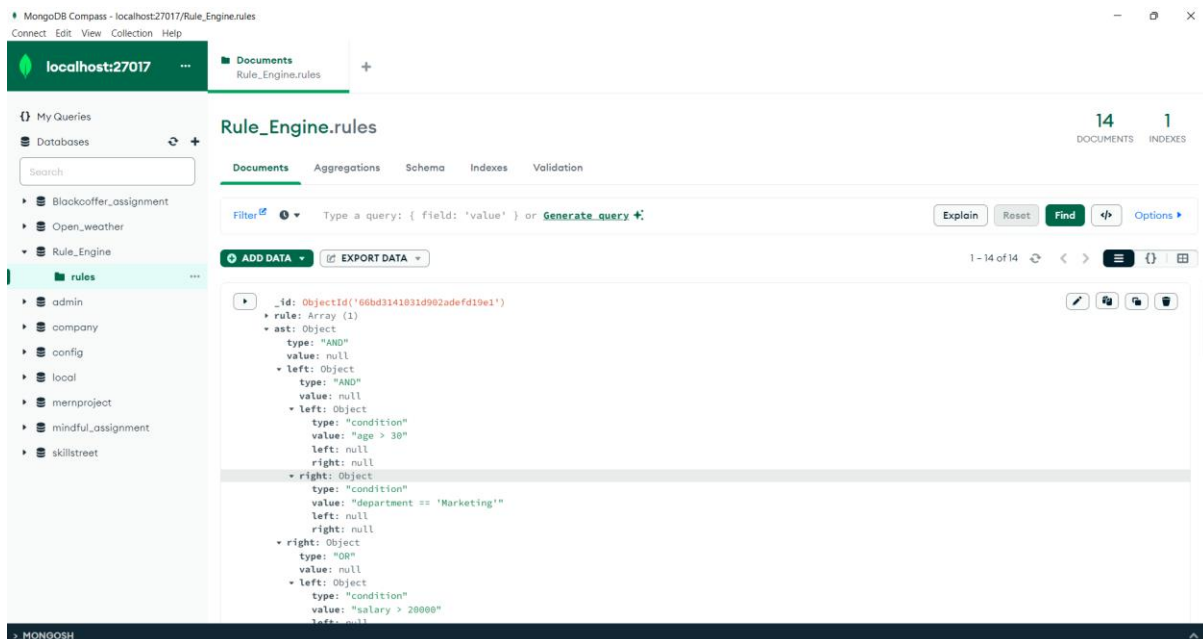 MongoDB Compass - localhost:27017/Rule_Engine.rules
Connect Edit View Collection Help
localhost:27017 ...
Documents
Rule_Engine.rules
+
{} My Queries
Databases
Search
Blackcoffer_assignment
Open_weather
Rule_Engine
rules ...
admin
company
config
local
mernproject
mindful_assignment
skillstreet
Rule_Engine.rules
14
DOCUMENTS
1
INDEXES
Documents Aggregations Schema Indexes Validation
Filter Type a query: { field: 'value' } or Generate query
Explain Reset Find </> Options
ADD DATA EXPORT DATA
1 - 14 of 14
{}
_id: ObjectId('66bd3141031d902adefd19e1')
rule: Array (1)
ast: Object
type: "AND"
value: null
left: Object
type: "AND"
value: null
left: Object
type: "condition"
value: "age > 30"
left: null
right: null
right: Object
type: "condition"
value: "department == 'Marketing'"
left: null
right: null
right: Object
type: "OR"
value: null
left: Object
type: "condition"
value: "salary > 20000"
left: null
> MONGOSH